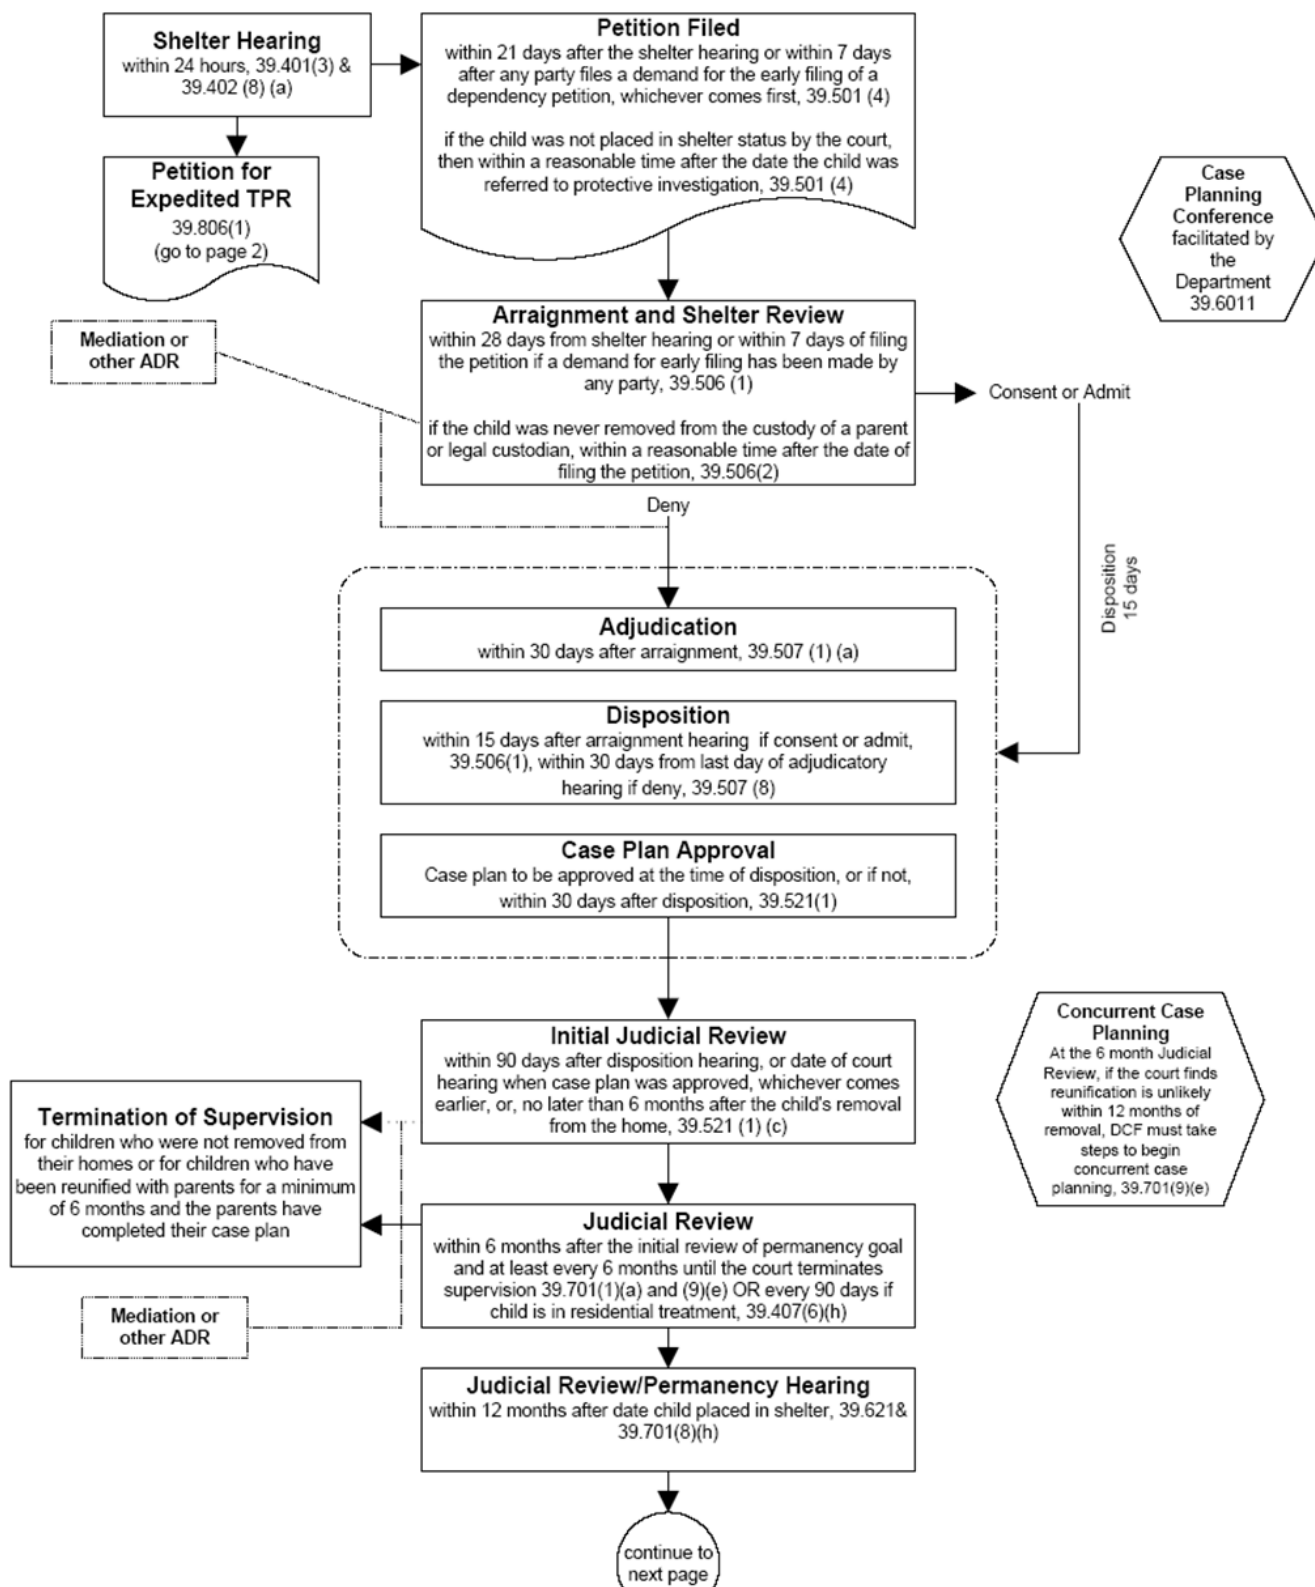 Shelter Hearing
within 24 hours, 39.401(3) &
39.402 (8) (a)
Petition Filed
within 21 days after the shelter hearing or within 7 days
after any party files a demand for the early filing of a
dependency petition, whichever comes first, 39.501 (4)
if the child was not placed in shelter status by the court,
then within a reasonable time after the date the child was
referred to protective investigation, 39.501 (4)
Petition for
Expedited TPR
39.806(1)
(go to page 2)
Case
Planning
Conference
facilitated by
the
Department
39.6011
Mediation or
other ADR
Arraignment and Shelter Review
within 28 days from shelter hearing or within 7 days of filing
the petition if a demand for early filing has been made by
any party, 39.506 (1)
if the child was never removed from the custody of a parent
or legal custodian, within a reasonable time after the date of
filing the petition, 39.506(2)
Consent or Admit
Deny
Disposition
15 days
Adjudication
within 30 days after arraignment, 39.507 (1) (a)
Disposition
within 15 days after arraignment hearing if consent or admit,
39.506(1), within 30 days from last day of adjudicatory
hearing if deny, 39.507 (8)
Case Plan Approval
Case plan to be approved at the time of disposition, or if not,
within 30 days after disposition, 39.521(1)
Initial Judicial Review
within 90 days after disposition hearing, or date of court
hearing when case plan was approved, whichever comes
earlier, or, no later than 6 months after the child's removal
from the home, 39.521 (1) (c)
Concurrent Case
Planning
At the 6 month Judicial
Review, if the court finds
reunification is unlikely
within 12 months of
removal, DCF must take
steps to begin
concurrent case
planning, 39.701(9)(e)
Termination of Supervision
for children who were not removed from
their homes or for children who have
been reunified with parents for a minimum
of 6 months and the parents have
completed their case plan
Judicial Review
within 6 months after the initial review of permanency goal
and at least every 6 months until the court terminates
supervision 39.701(1)(a) and (9)(e) OR every 90 days if
child is in residential treatment, 39.407(6)(h)
Mediation or
other ADR
Judicial Review/Permanency Hearing
within 12 months after date child placed in shelter, 39.621&
39.701(8)(h)
continue to
next page